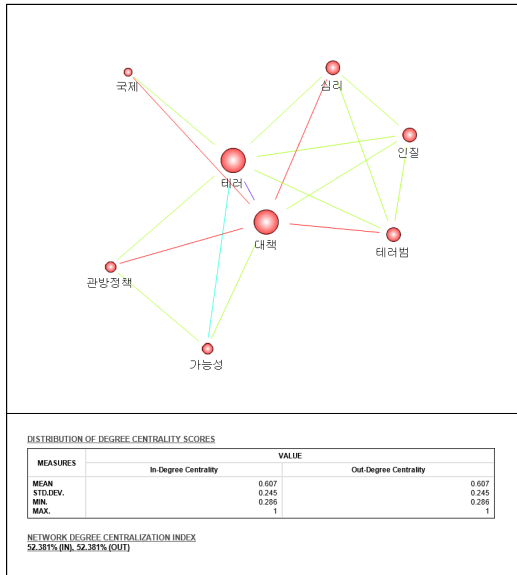 국제
심리
인질
테러
대책
테러범
관방정책
가능성
DISTRIBUTION OF DEGREE CENTRALITY SCORES
MEASURES
VALUE
In-Degree Centrality Out-Degree Centrality
MEAN 0.607 0.607
STD.DEV. 0.245 0.245
MIN. 0.286 0.286
MAX. 1 1
NETWORK DEGREE CENTRALIZATION INDEX
52.381% (IN), 52.381% (OUT)